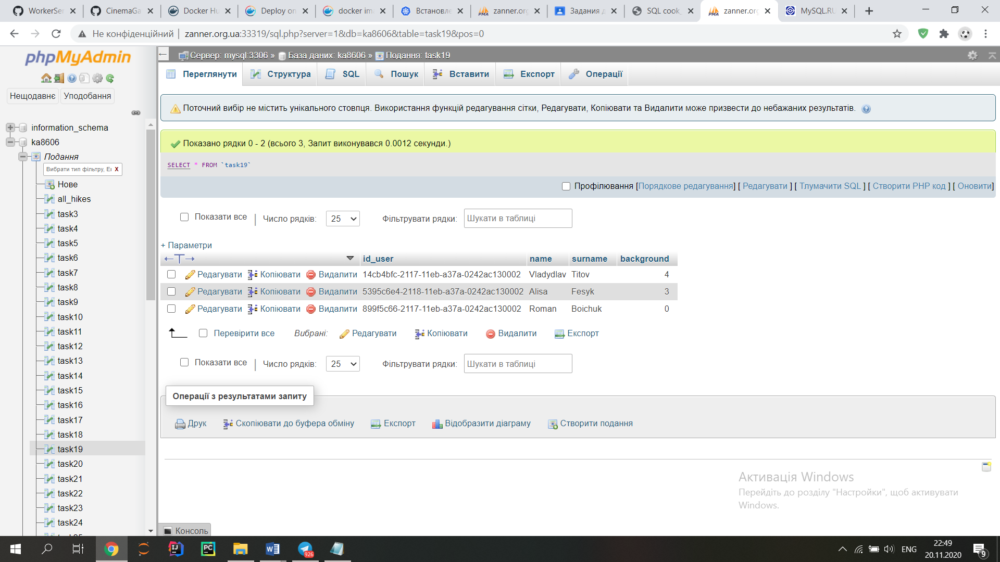 WorkerSer
CinemaGa
Docker Hu
Deploy on
docker im
Встановле
zanner.org
Задания д
SQL cook_
zanner.org
MySQL.RU
Не конфіденційний | zanner.org.ua:33319/sql.php?server=1&db=ka8606&table=task19&pos=0
phpMyAdmin
Нещодавнє Уподобання
information_schema
ka8606
Подання
Вибрати тип фільтру, En X
Нове
all_hikes
task3
task4
task5
task6
task7
task8
task9
task10
task11
task12
task13
task14
task15
task16
task17
task18
task19
task20
task21
task22
task23
task24
Сервер: mysql:3306 » База даних: ka8606 » Подання: task19
Переглянути Структура SQL Пошук Вставити Експорт Операції
Поточний вибір не містить унікального стовпця. Використання функцій редагування сітки, Редагувати, Копіювати та Видалити може призвести до небажаних результатів.
Показано рядки 0 - 2 (всього 3, Запит виконувався 0.0012 секунди.)
SELECT * FROM `task19`
Профілювання [Порядкове редагування] [ Редагувати ] [ Тлумачити SQL ] [ Створити PHP код ] [ Оновити]
Показати все | Число рядків: 25 Фільтрувати рядки: Шукати в таблиці
+ Параметри
←T→ id_user name surname background
Редагувати Копіювати Видалити 14cb4bfc-2117-11eb-a37a-0242ac130002 Vladydlav Titov 4
Редагувати Копіювати Видалити 5395c6e4-2118-11eb-a37a-0242ac130002 Alisa Fesyk 3
Редагувати Копіювати Видалити 899f5c66-2117-11eb-a37a-0242ac130002 Roman Boichuk 0
Перевірити все Вибрані: Редагувати Копіювати Видалити Експорт
Показати все | Число рядків: 25 Фільтрувати рядки: Шукати в таблиці
Операції з результатами запиту
Друк Скопіювати до буфера обміну Експорт Відобразити діаграму Створити подання
Активація Windows
Перейдіть до розділу "Настройки", щоб активувати
Windows.
Консоль
926
ENG
22:49
20.11.2020
9